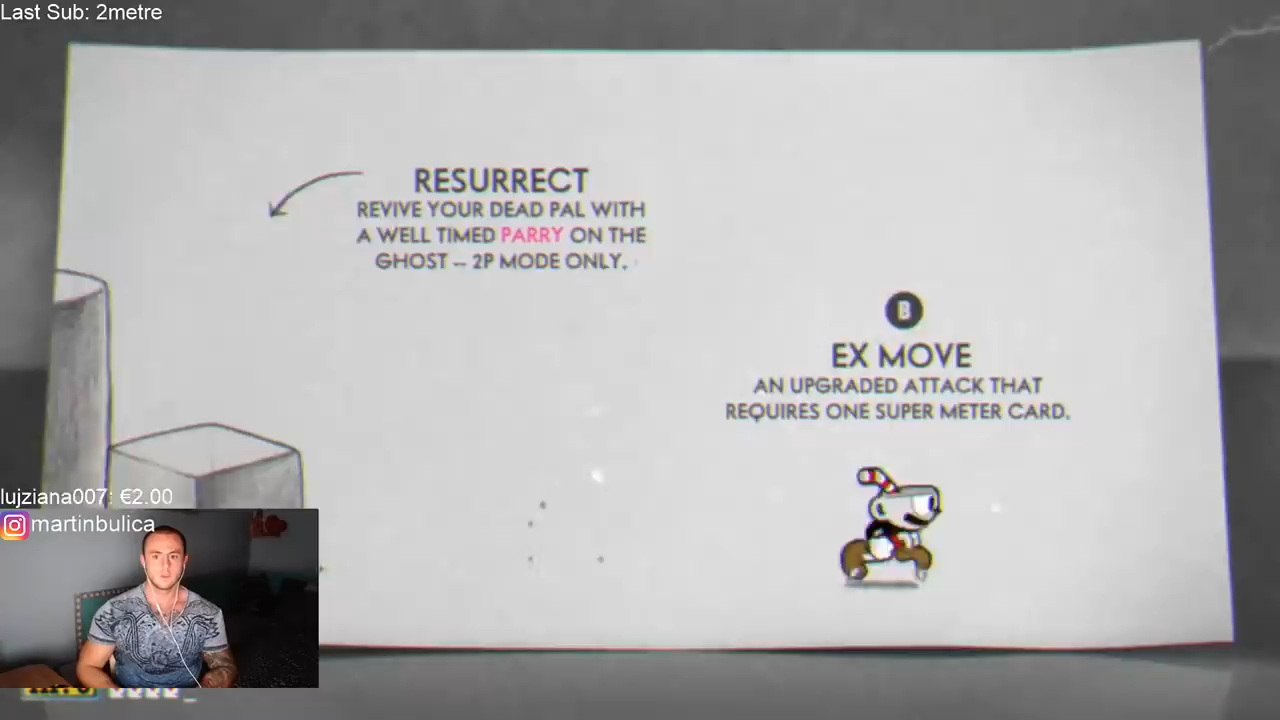 Last Sub: 2metre
RESURRECT
REVIVE YOUR DEAD PAL WITH
A WELL TIMED PARRY ON THE
GHOST – 2P MODE ONLY.
B
EX MOVE
AN UPGRADED ATTACK THAT
REQUIRES ONE SUPER METER CARD.
lujziana007: €2.00
martinbulica